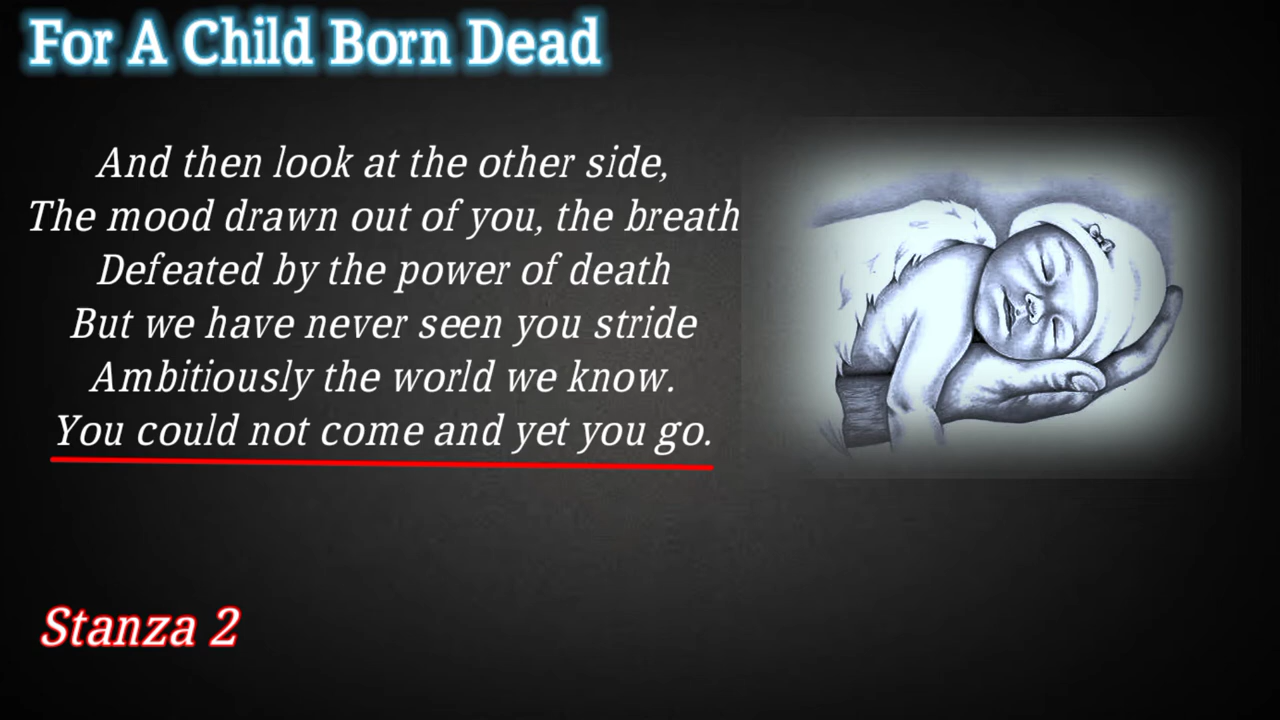 For A Child Born Dead
And then look at the other side,
The mood drawn out of you, the breath
Defeated by the power of death
But we have never seen you stride
Ambitiously the world we know.
You could not come and yet you go.
Stanza 2